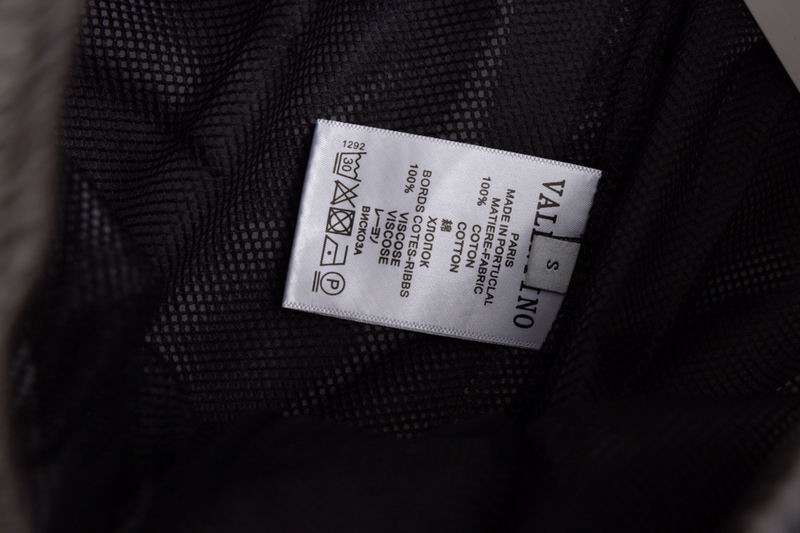 VALENTINO
S
PARIS
MADE IN PORTUCLAL
MATIERE-FABRIC
100% COTON
COTTON
綿
ХЛОПОК
BORDS COTES-RIBBS
100% VISCOSE
VISCOSE
レーヨン
ВИСКОЗА
30 P
1292